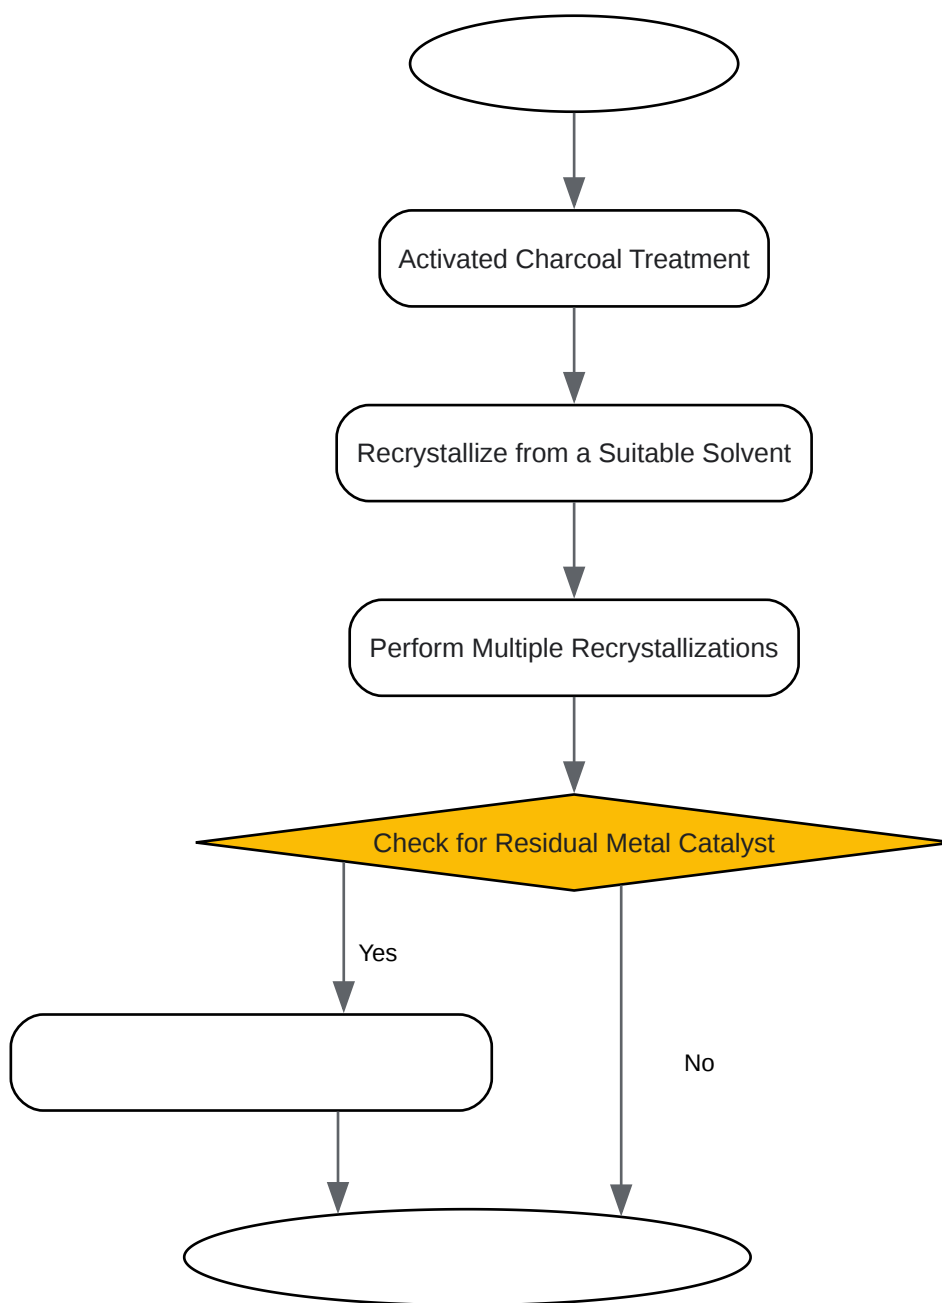 Activated Charcoal Treatment
Recrystallize from a Suitable Solvent
Perform Multiple Recrystallizations
Check for Residual Metal Catalyst
Yes
No